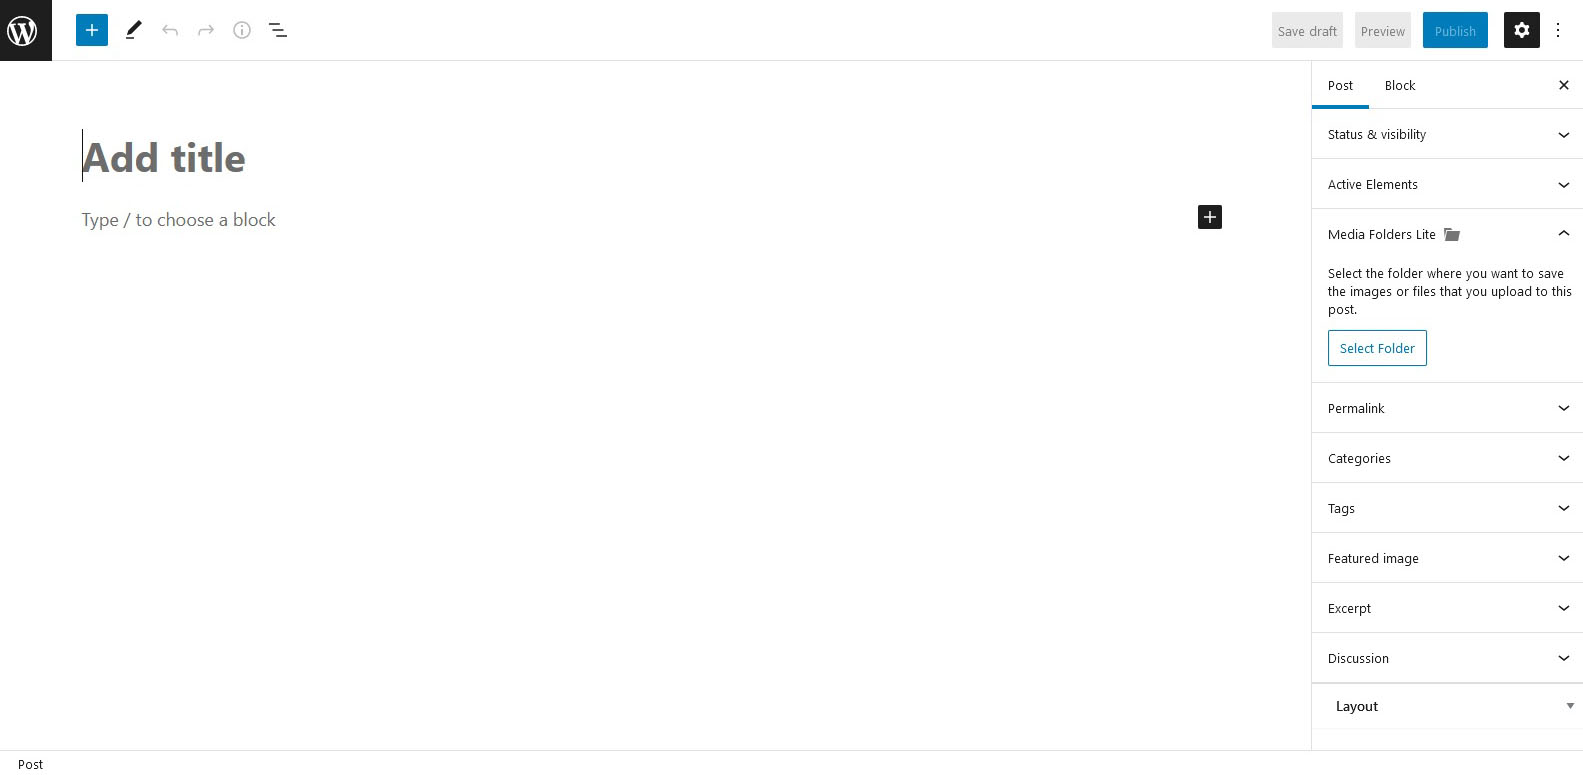 Save draft
Preview
Publish
Post
Block
Add title
Type / to choose a block
Status & visibility
Active Elements
Media Folders Lite
Select the folder where you want to save
the images or files that you upload to this
post.
Select Folder
Permalink
Categories
Tags
Featured image
Excerpt
Discussion
Layout
Post